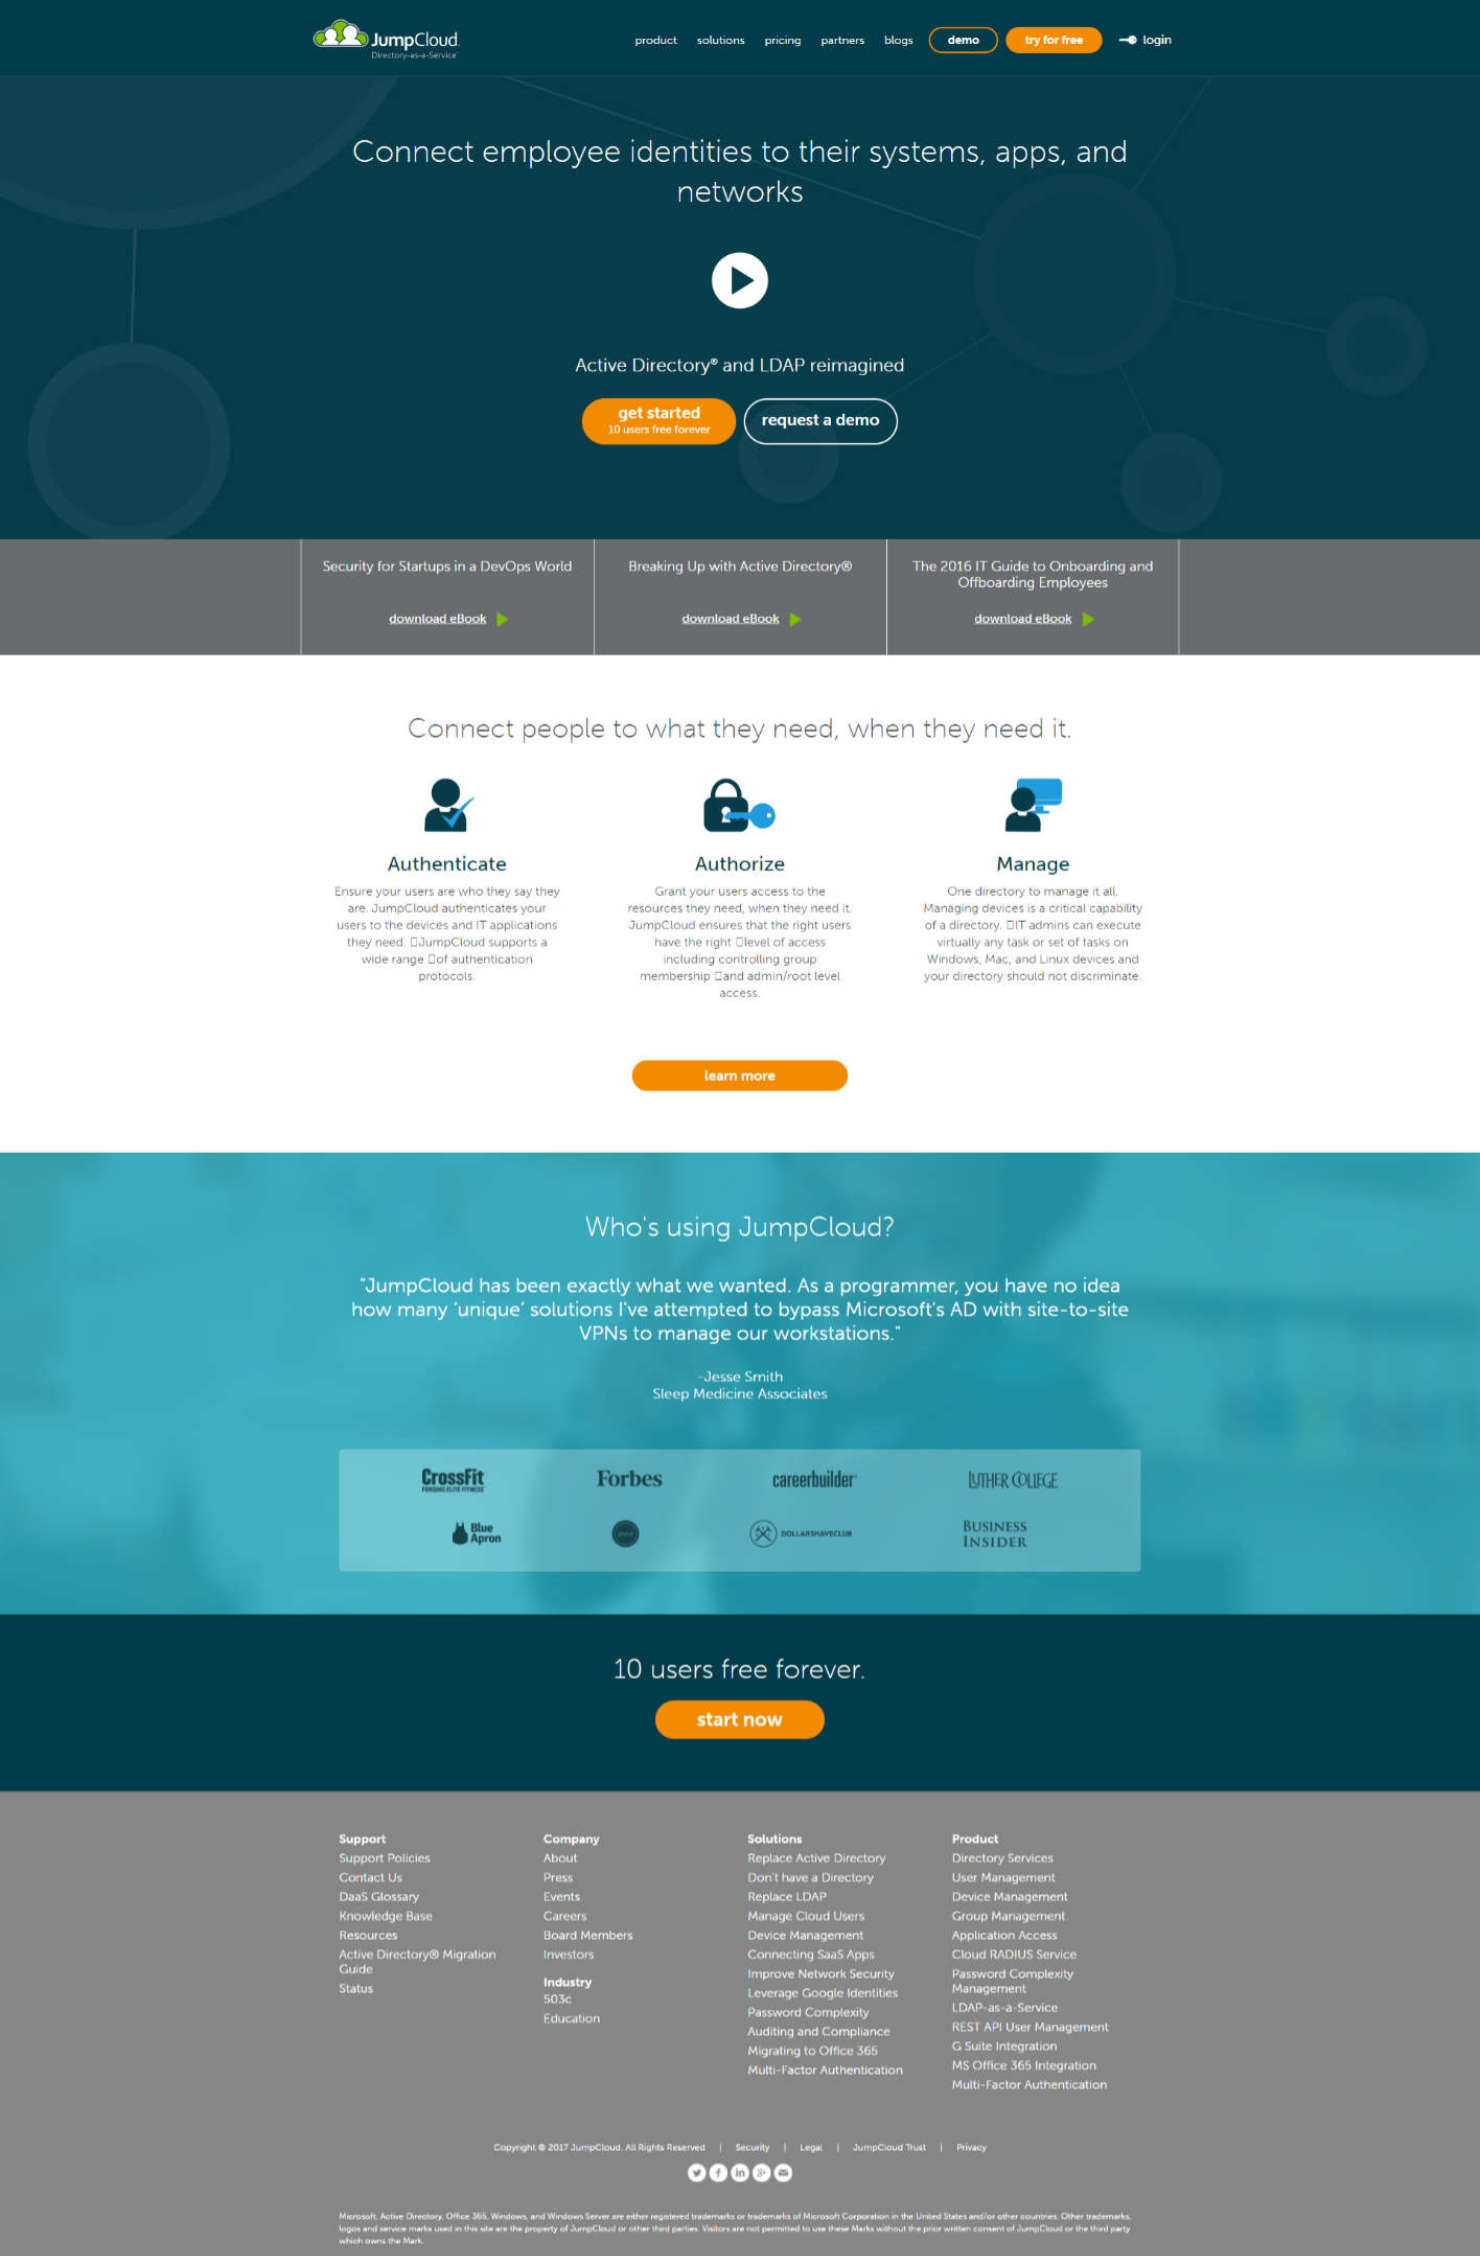 JumpCloud
Directory-as-a-Service
product solutions pricing partners blogs demo try for free login
Connect employee identities to their systems, apps, and
networks
Active Directory® and LDAP reimagined
get started
10 users free forever
request a demo
Security for Startups in a DevOps World
download eBook
Breaking Up with Active Directory®
download eBook
The 2016 IT Guide to Onboarding and
Offboarding Employees
download eBook
Connect people to what they need, when they need it.
Authenticate
Ensure your users are who they say they
are. JumpCloud authenticates your
users to the devices and IT applications
they need. JumpCloud supports a
wide range of authentication
protocols.
Authorize
Grant your users access to the
resources they need, when they need it.
JumpCloud ensures that the right users
have the right level of access
including controlling group
membership and admin/root level
access.
Manage
One directory to manage it all.
Managing devices is a critical capability
of a directory. IT admins can execute
virtually any task or set of tasks on
Windows, Mac, and Linux devices and
your directory should not discriminate.
learn more
Who's using JumpCloud?
"JumpCloud has been exactly what we wanted. As a programmer, you have no idea
how many 'unique' solutions I've attempted to bypass Microsoft's AD with site-to-site
VPNs to manage our workstations."
-Jesse Smith
Sleep Medicine Associates
CrossFit
FORGING ELITE FITNESS
Forbes
careerbuilder
LUTHER COLLEGE
Blue
Apron
DOLLARSHAVECLUB
BUSINESS
INSIDER
10 users free forever.
start now
Support
Support Policies
Contact Us
DaaS Glossary
Knowledge Base
Resources
Active Directory® Migration
Guide
Status
Company
About
Press
Events
Careers
Board Members
Investors
Industry
503c
Education
Solutions
Replace Active Directory
Don't have a Directory
Replace LDAP
Manage Cloud Users
Device Management
Connecting SaaS Apps
Improve Network Security
Leverage Google Identities
Password Complexity
Auditing and Compliance
Migrating to Office 365
Multi-Factor Authentication
Product
Directory Services
User Management
Device Management
Group Management
Application Access
Cloud RADIUS Service
Password Complexity
Management
LDAP-as-a-Service
REST API User Management
G Suite Integration
MS Office 365 Integration
Multi-Factor Authentication
Copyright © 2017 JumpCloud. All Rights Reserved | Security | Legal | JumpCloud Trust | Privacy
Microsoft, Active Directory, Office 365, Windows, and Windows Server are either registered trademarks or trademarks of Microsoft Corporation in the United States and/or other countries. Other trademarks,
logos and service marks used in this site are the property of JumpCloud or other third parties. Visitors are not permitted to use these Marks without the prior written consent of JumpCloud or the third party
which owns the Mark.